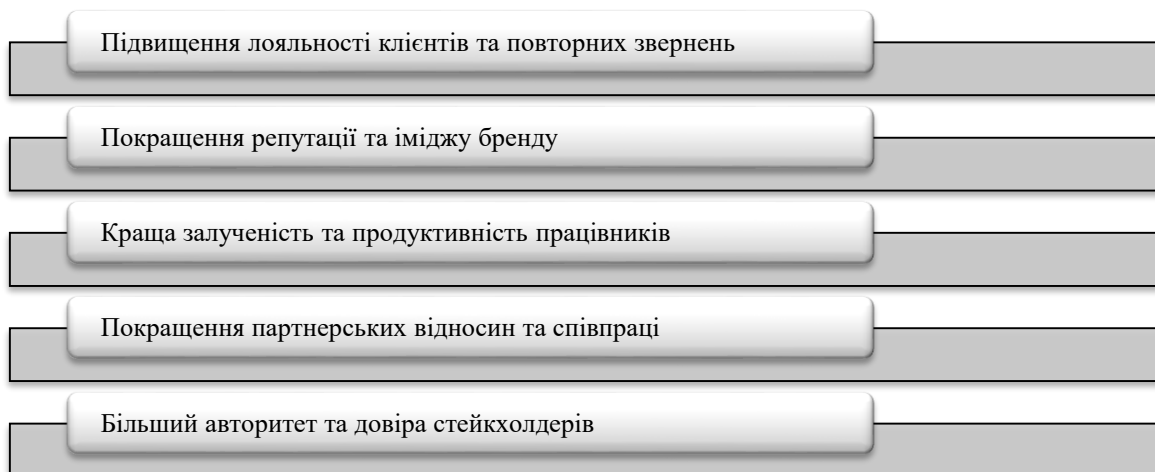 Підвищення лояльності клієнтів та повторних звернень
Покращення репутації та іміджу бренду
Краща залученість та продуктивність працівників
Покращення партнерських відносин та співпраці
Більший авторитет та довіра стейкхолдерів